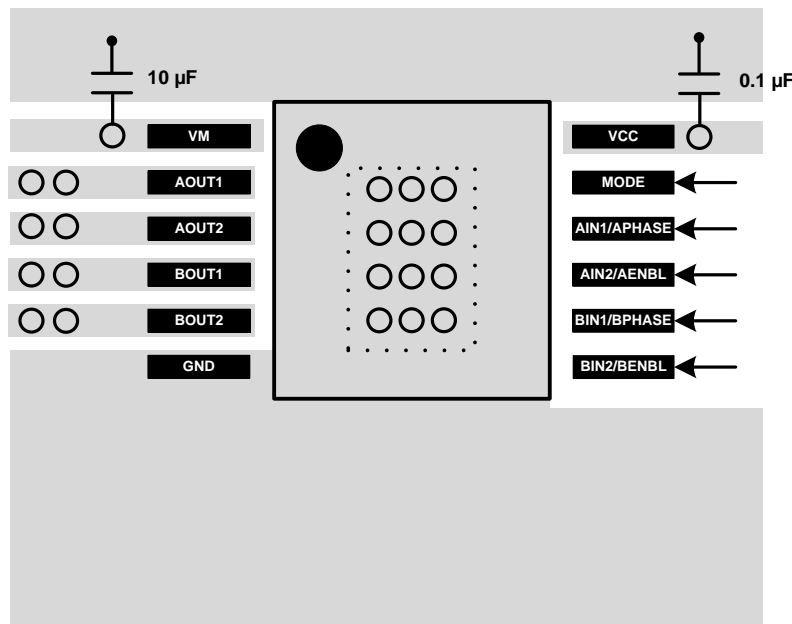 10 µF
0.1 µF
VM
VCC
AOUT1
MODE
AOUT2
AIN1/APHASE
BOUT1
AIN2/AENBL
BOUT2
BIN1/BPHASE
GND
BIN2/BENBL